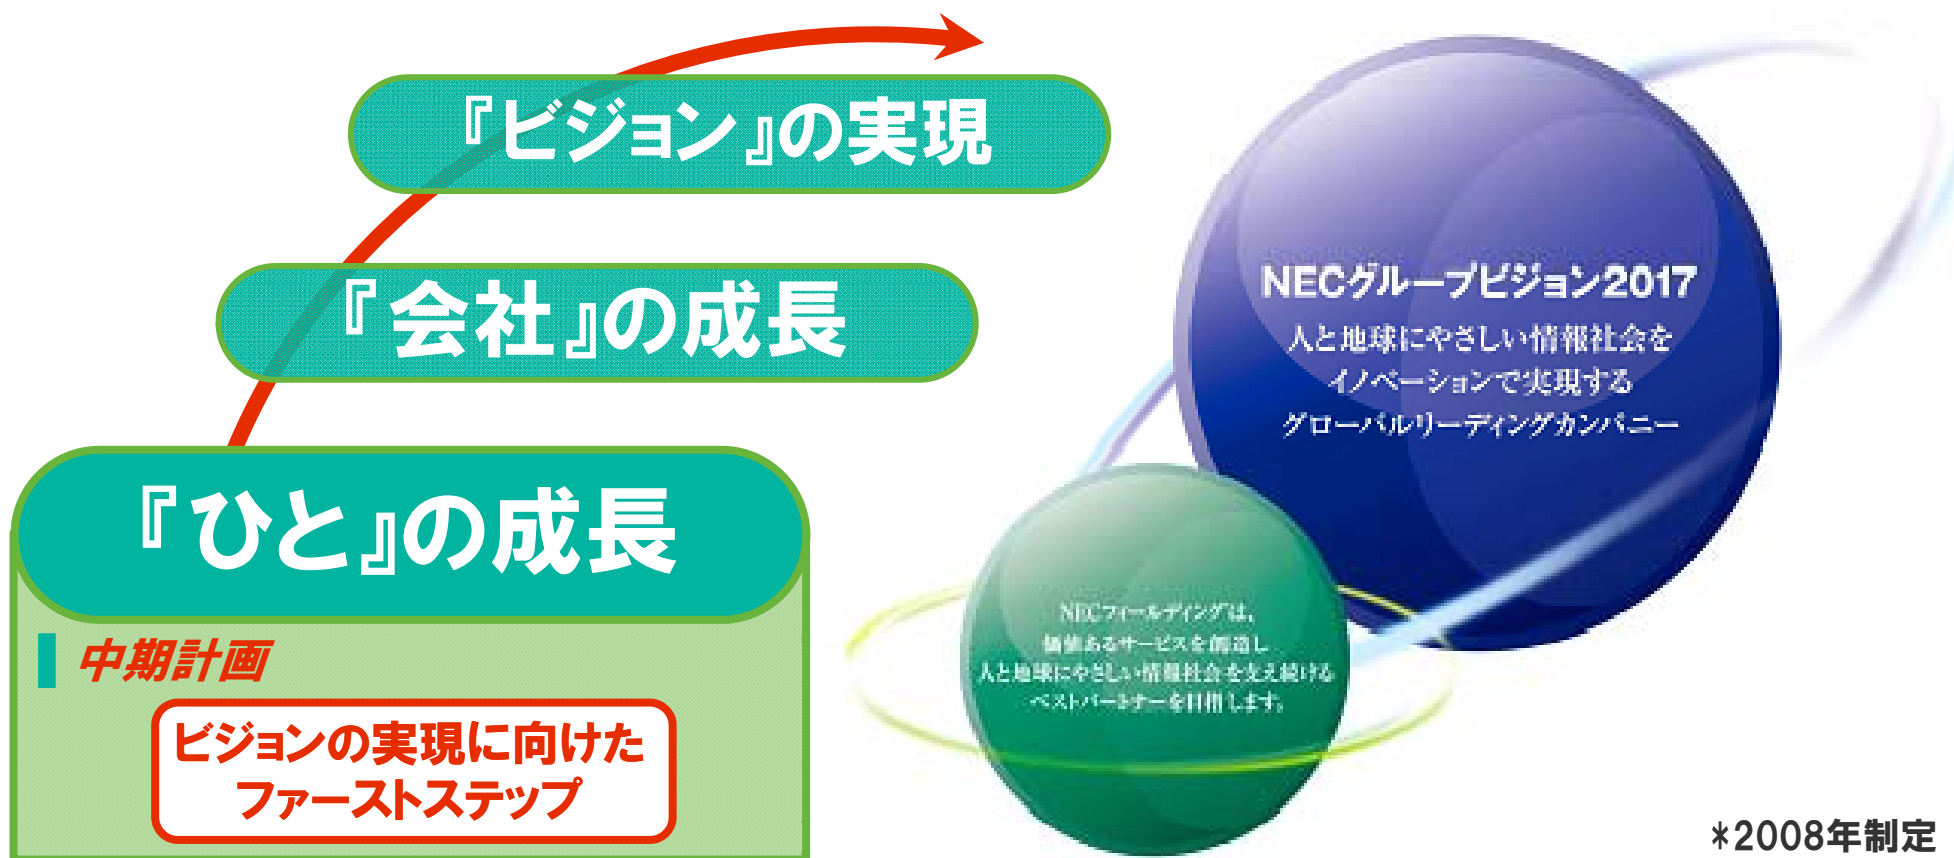 『ビジョン』の実現
『会社』の成長
『ひと』の成長
中期計画
ビジョンの実現に向けた
ファーストステップ
NECグループビジョン2017
人と地球にやさしい情報社会を
イノベーションで実現する
グローバルリーディングカンパニー
NECフィールディングは、
価値あるサービスを創造し
人と地球にやさしい情報社会を支え続ける
ベストパートナーを目指します。
*2008年制定